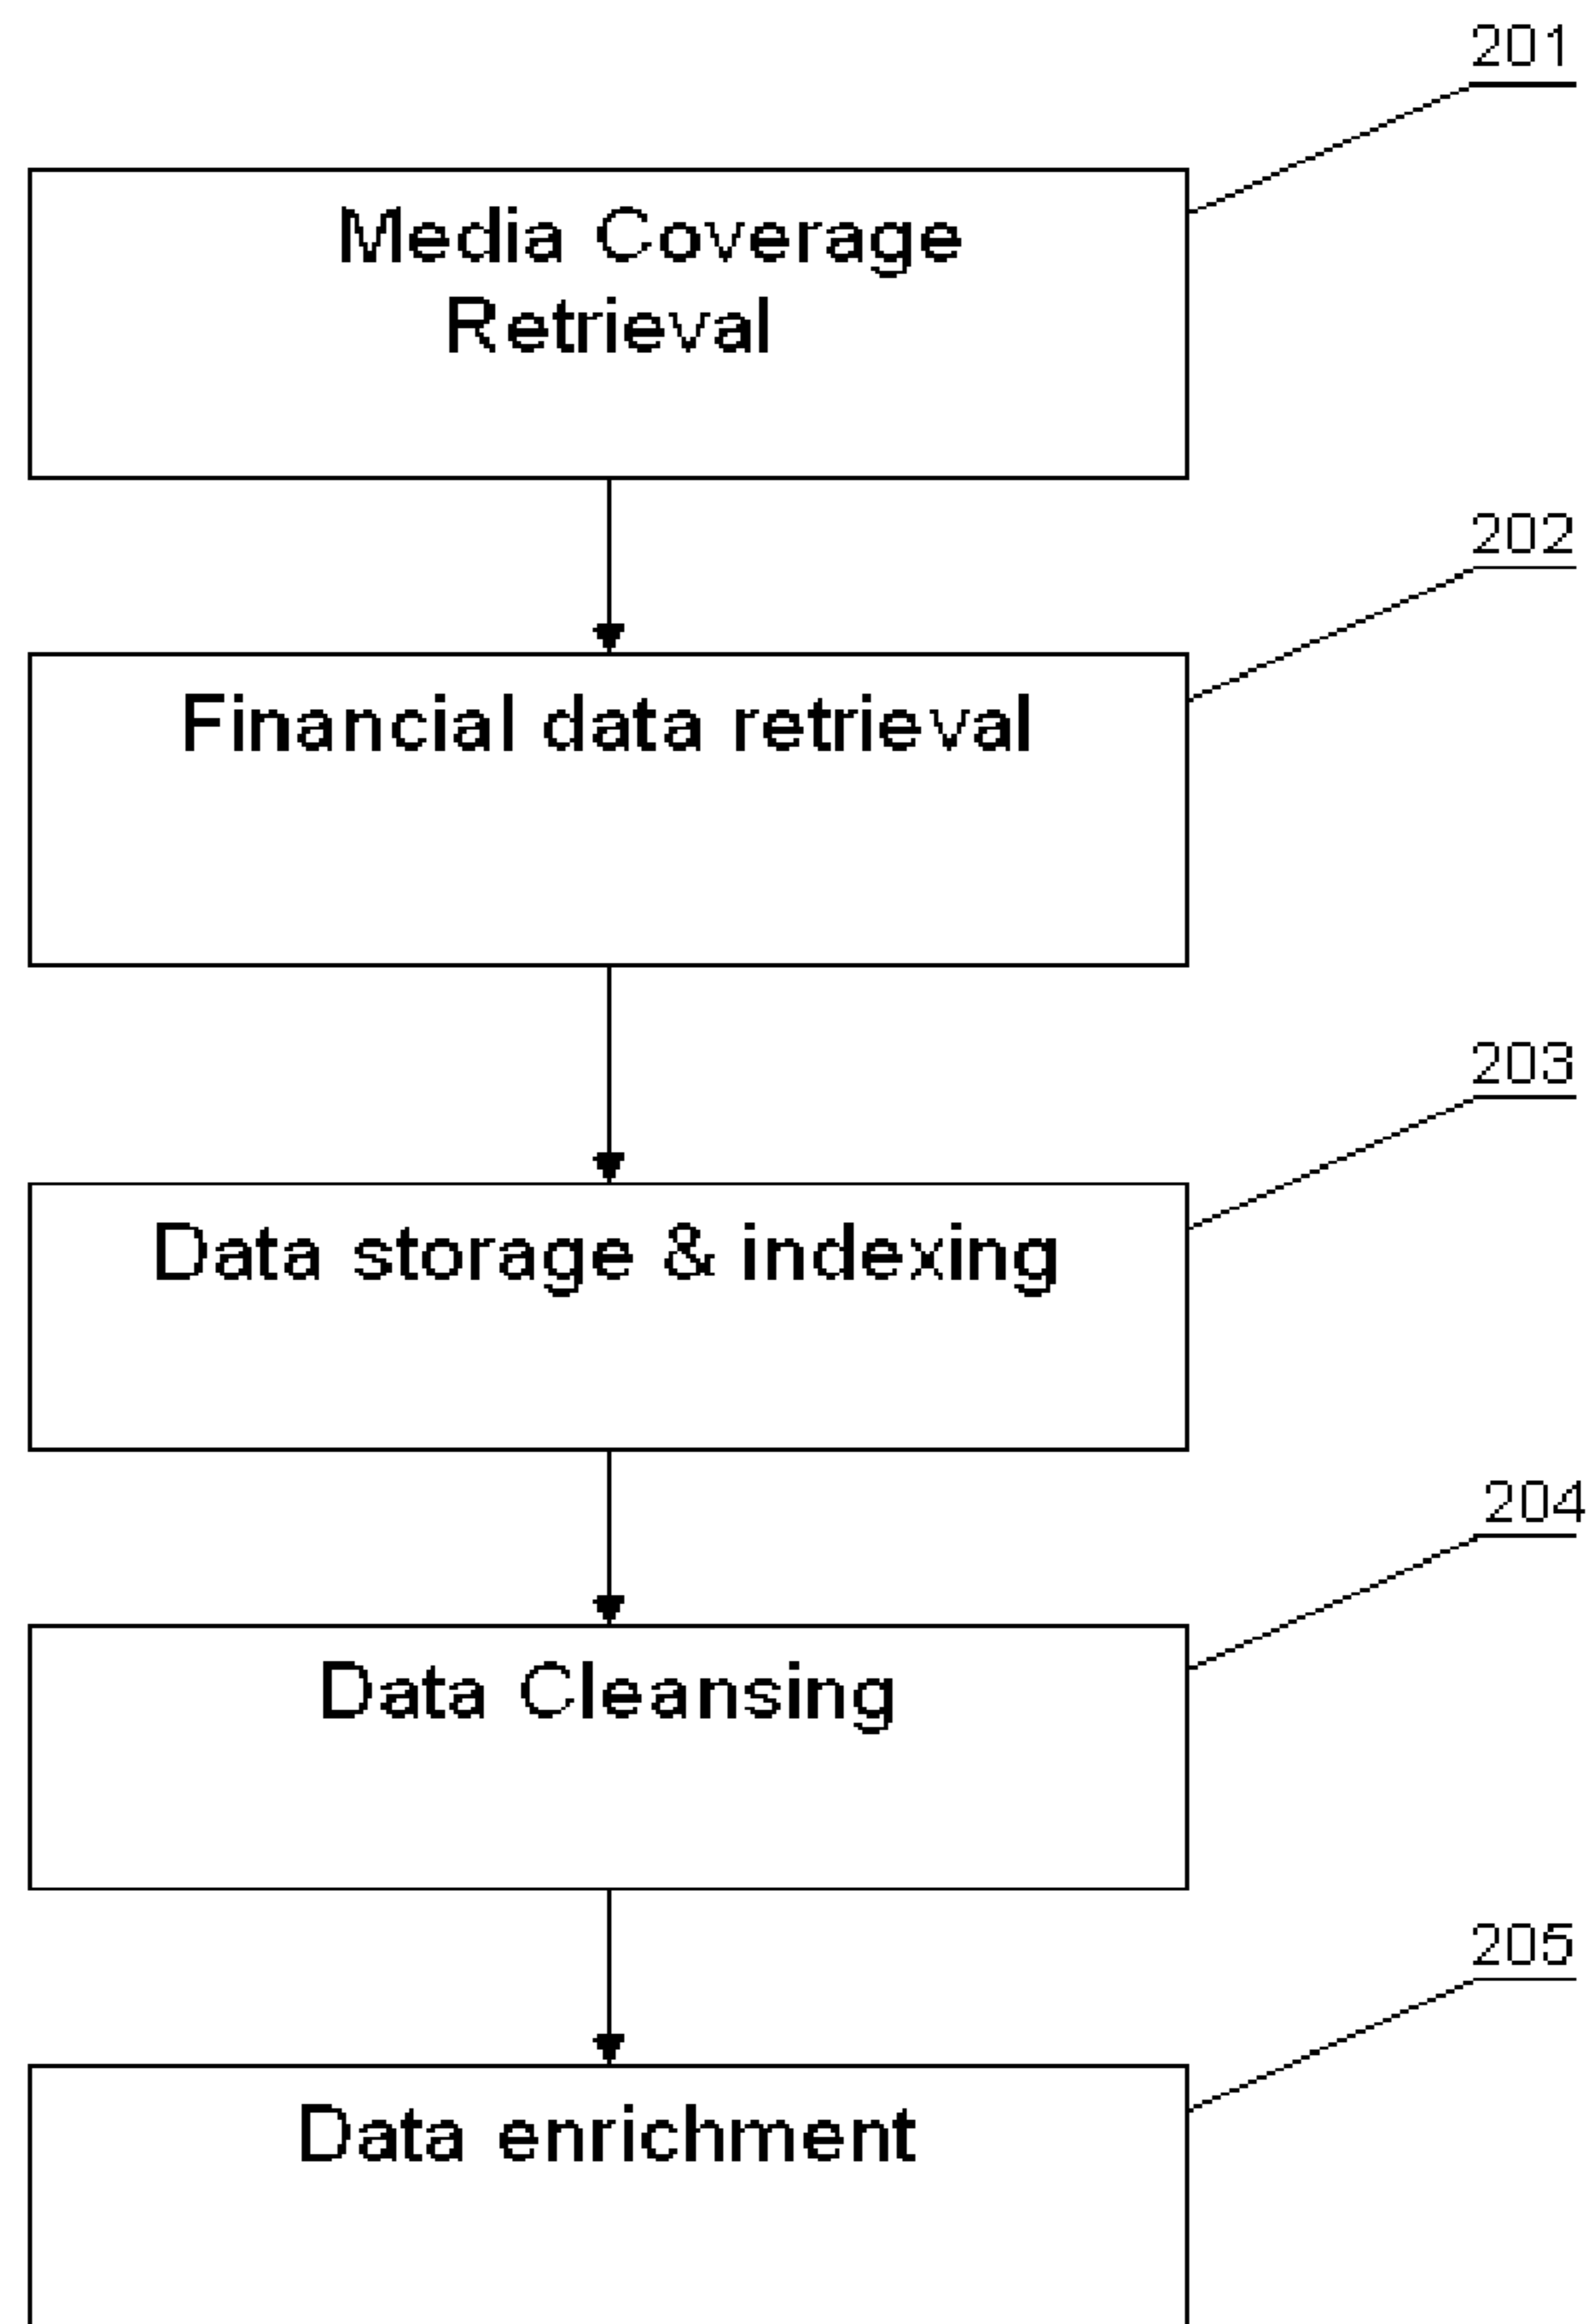 201
Media Coverage
Retrieval
202
Financial data retrieval
203
Data storage & indexing
204
Data Cleansing
205
Data enrichment